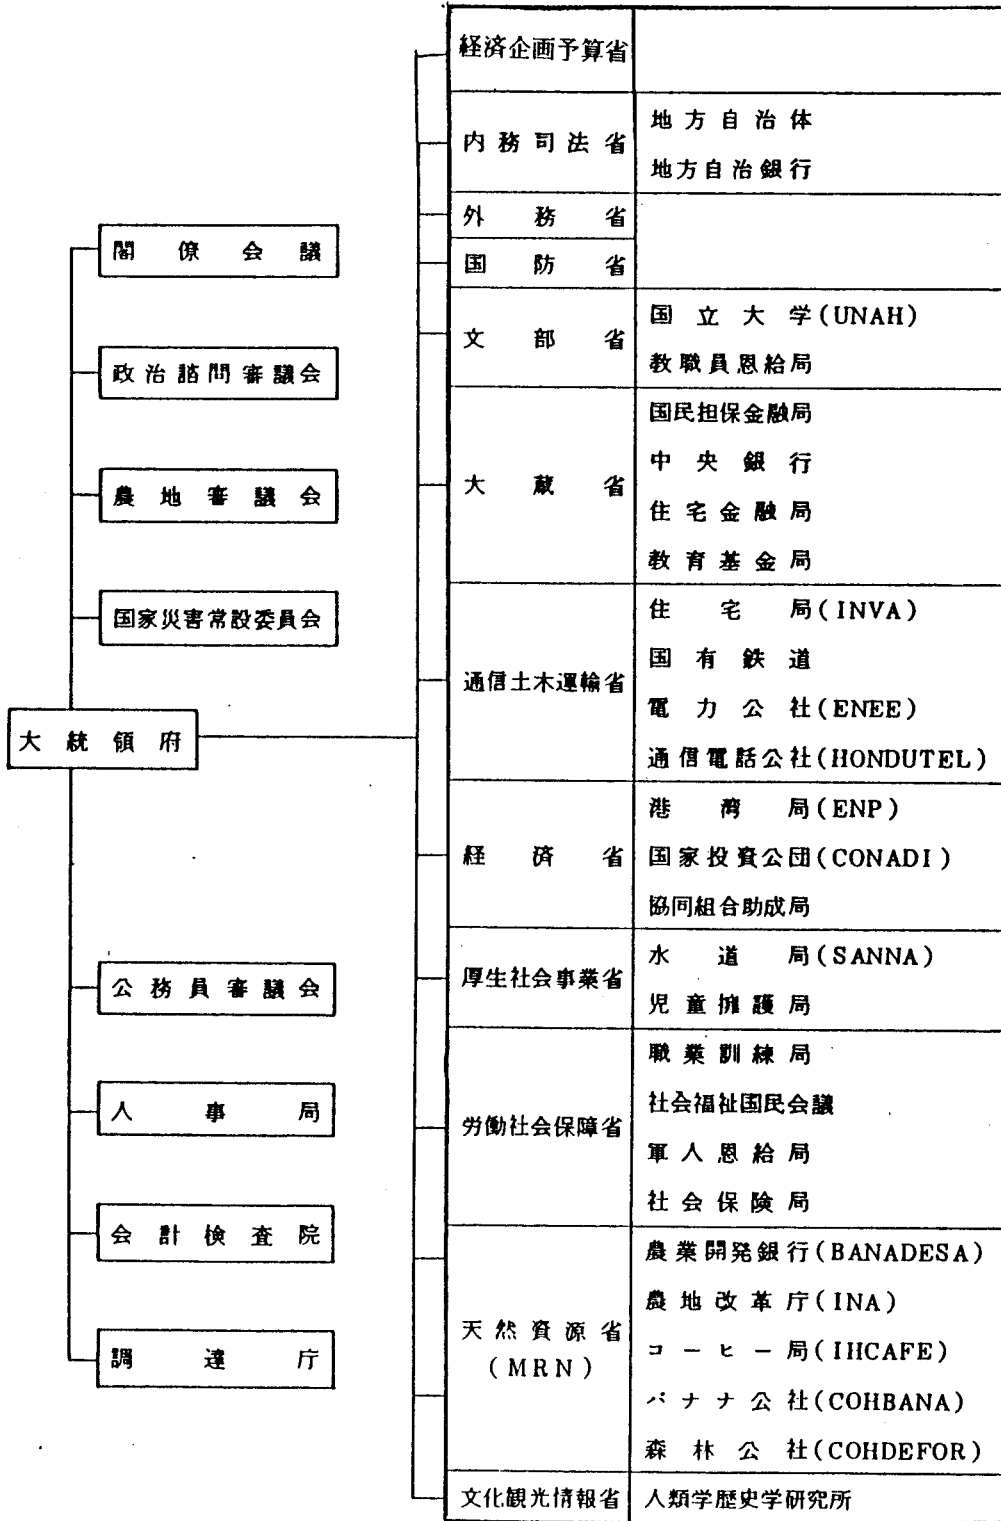 閣僚会議
政治諮問審議会
農地審議会
国家災害常設委員会
大統領府
公務員審議会
人事局
会計検査院
調達庁
経済企画予算省
内務司法省
地方自治体
地方自治銀行
外務省
国防省
文部省
国立大学(UNAH)
教職員恩給局
大蔵省
国民担保金融局
中央銀行
住宅金融局
教育基金局
通信土木運輸省
住宅局(INVA)
国有鉄道
電力公社(ENEE)
通信電話公社(HONDUTEL)
経済省
港湾局(ENP)
国家投資公団(CONADI)
協同組合助成局
厚生社会事業省
水道局(SANNA)
児童擁護局
労働社会保障省
職業訓練局
社会福祉国民会議
軍人恩給局
社会保険局
天然資源省
(MRN)
農業開発銀行(BANADESA)
農地改革庁(INA)
コーヒー局(IHCAFE)
バナナ公社(COHBANA)
森林公社(COHDEFOR)
文化観光情報省
人類学歴史学研究所